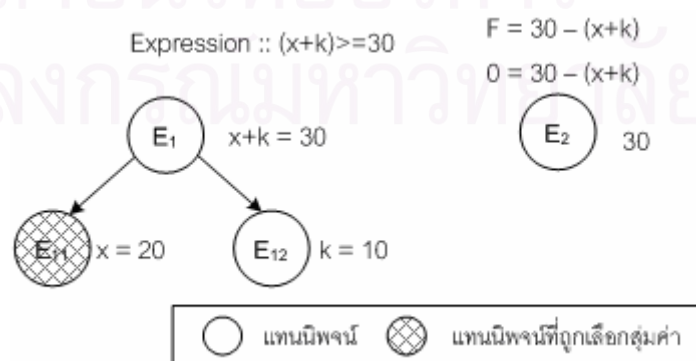 Expression :: (x+k)>=30
F = 30 – (x+k)
0 = 30 – (x+k)
E₁ x+k = 30
E₂ 30
E₁₁ x = 20
E₁₂ k = 10
แทนนิพจน์ แทนนิพจน์ที่ถูกเลือกสุ่มค่า